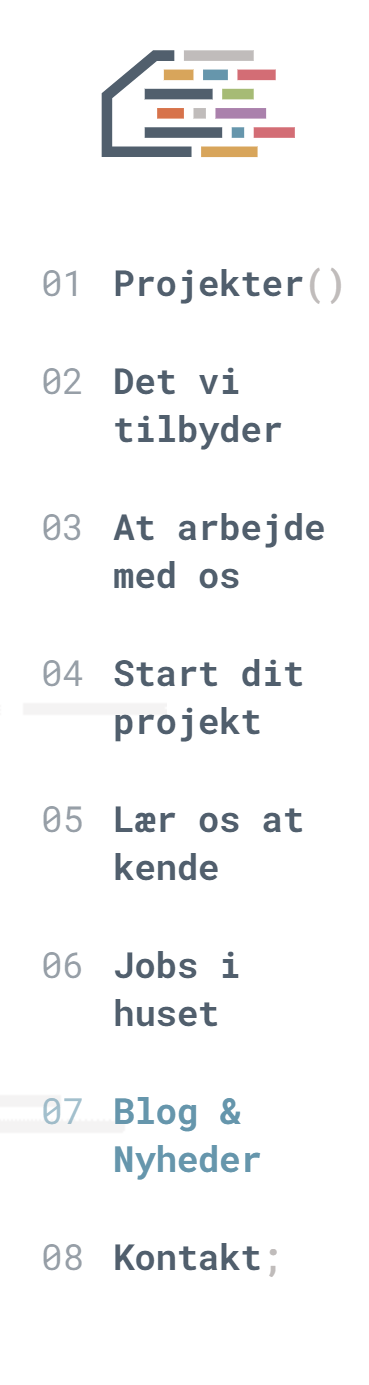 01 Projekter()
02 Det vi
tilbyder
03 At arbejde
med os
04 Start dit
projekt
05 Lær os at
kende
06 Jobs i
huset
07 Blog &
Nyheder
08 Kontakt;